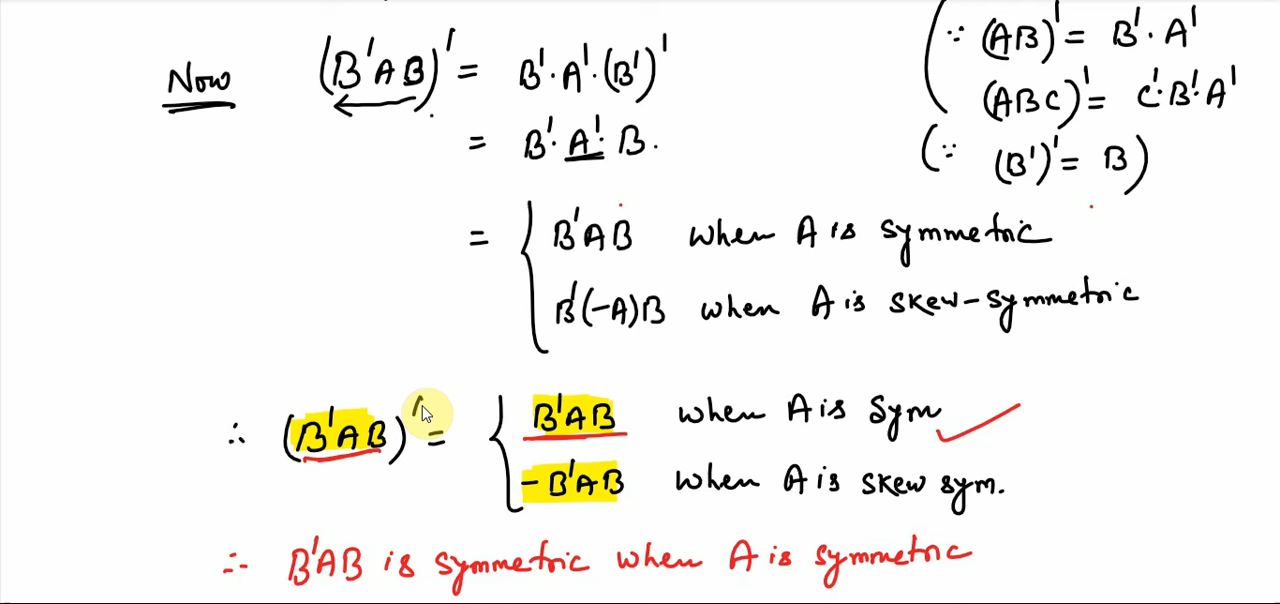 Now (B'AB)' = B'·A'·(B')' (∵ (AB)' = B'·A'
(ABC)' = C'·B'·A'
= B'·A'·B. (∵ (B')' = B)
= { B'AB when A is symmetric
B'(-A)B when A is skew-symmetric
∴ (B'AB)' = { B'AB when A is sym
-B'AB when A is skew sym.
∴ B'AB is symmetric when A is symmetric